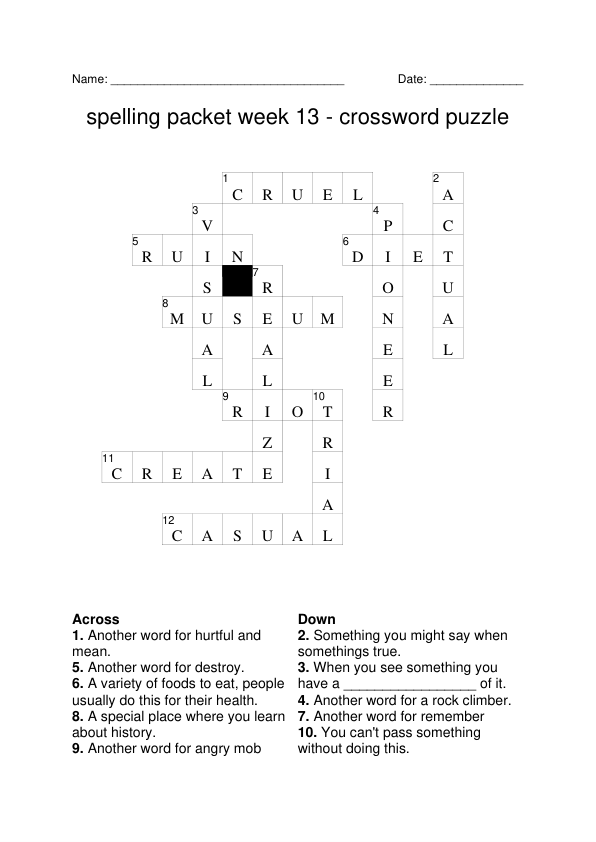 Name: ___________________________________ Date: ______________
spelling packet week 13 - crossword puzzle
1 2
C R U E L A
3 4
V P C
5 6
R U I N D I E T
7
S R O U
8
M U S E U M N A
A A E L
L L E
9 10
R I O T R
Z R
11
C R E A T E I
A
12
C A S U A L
Across
1. Another word for hurtful and
mean.
5. Another word for destroy.
6. A variety of foods to eat, people
usually do this for their health.
8. A special place where you learn
about history.
9. Another word for angry mob
Down
2. Something you might say when
somethings true.
3. When you see something you
have a __________________ of it.
4. Another word for a rock climber.
7. Another word for remember
10. You can't pass something
without doing this.